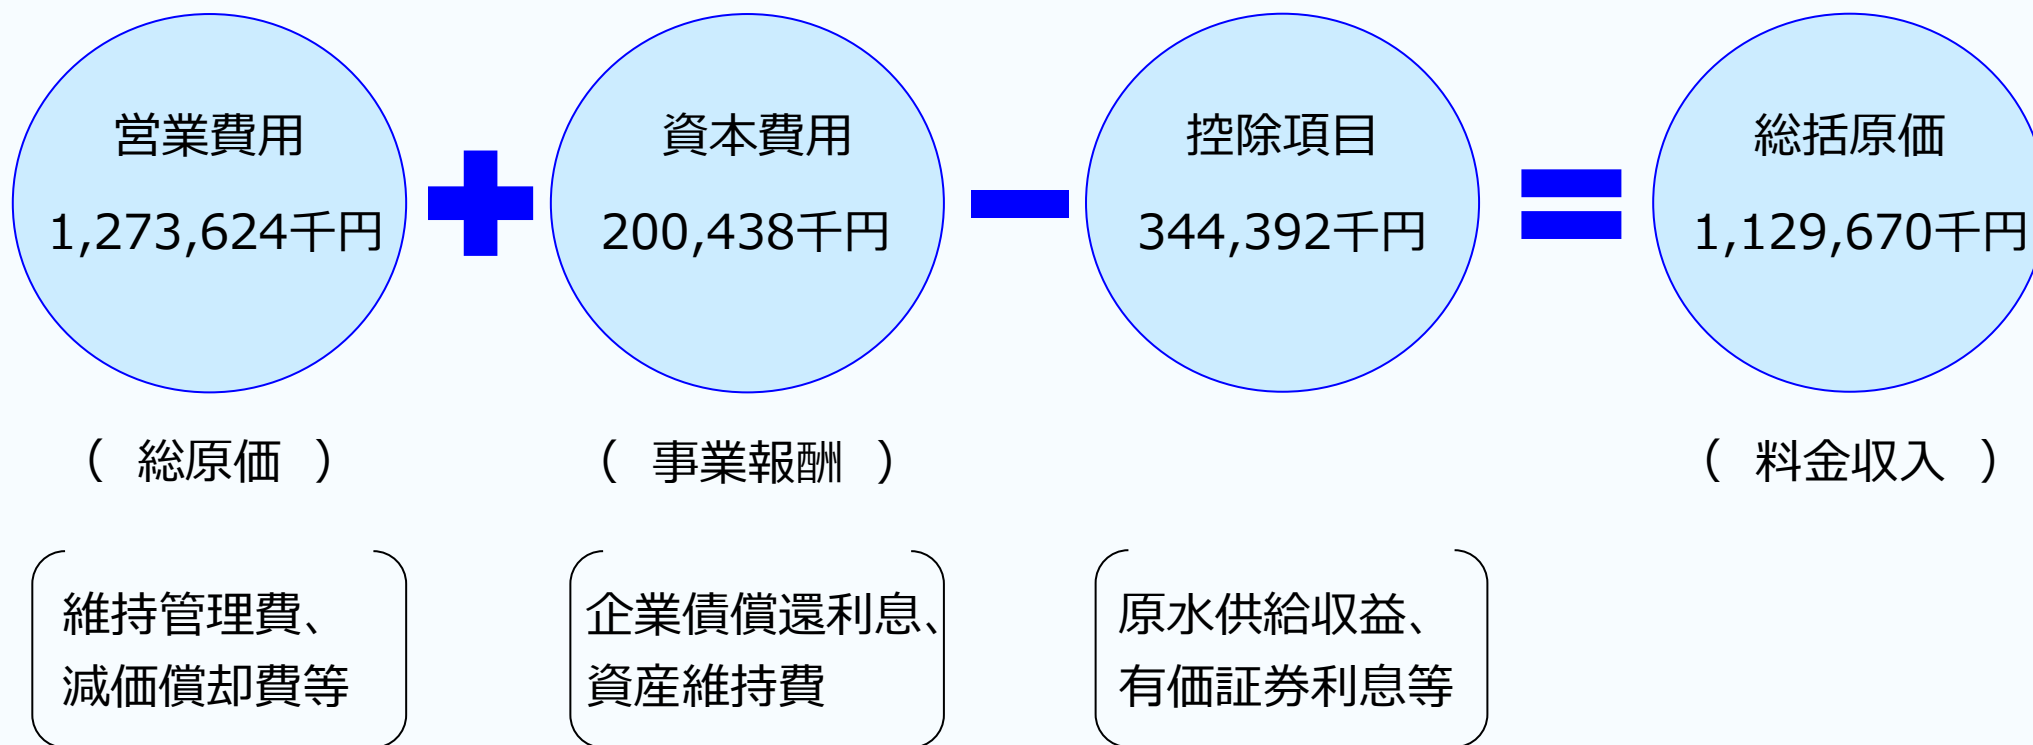 営業費用
1,273,624千円
資本費用
200,438千円
控除項目
344,392千円
総括原価
1,129,670千円
( 総原価 )
( 事業報酬 )
( 料金収入 )
維持管理費、
減価償却費等
企業債償還利息、
資産維持費
原水供給収益、
有価証券利息等